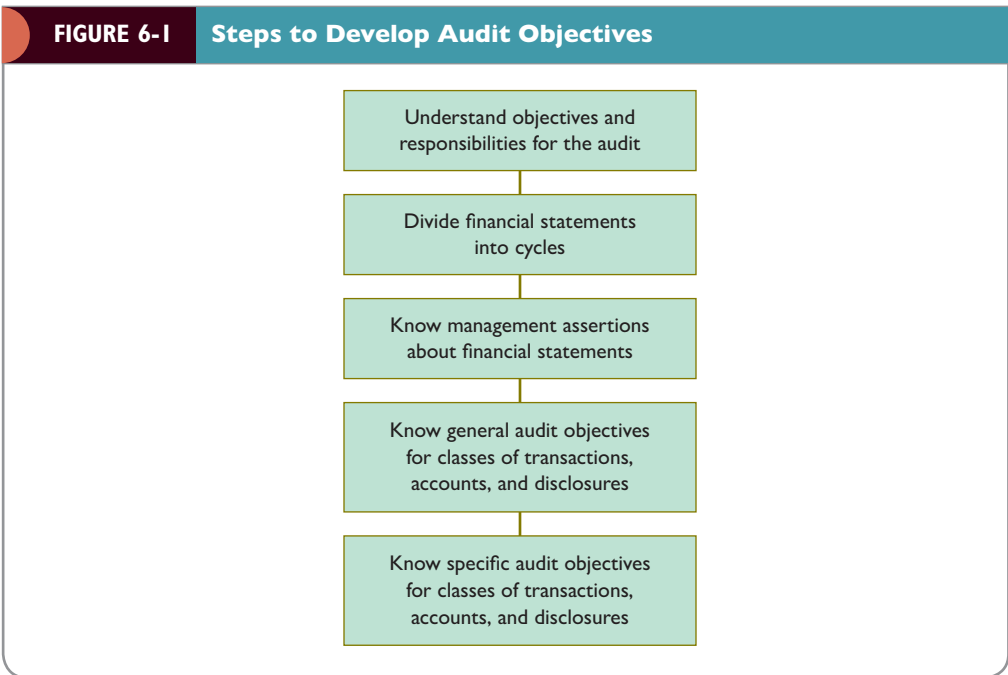 FIGURE 6-1 Steps to Develop Audit Objectives
Understand objectives and
responsibilities for the audit
Divide financial statements
into cycles
Know management assertions
about financial statements
Know general audit objectives
for classes of transactions,
accounts, and disclosures
Know specific audit objectives
for classes of transactions,
accounts, and disclosures